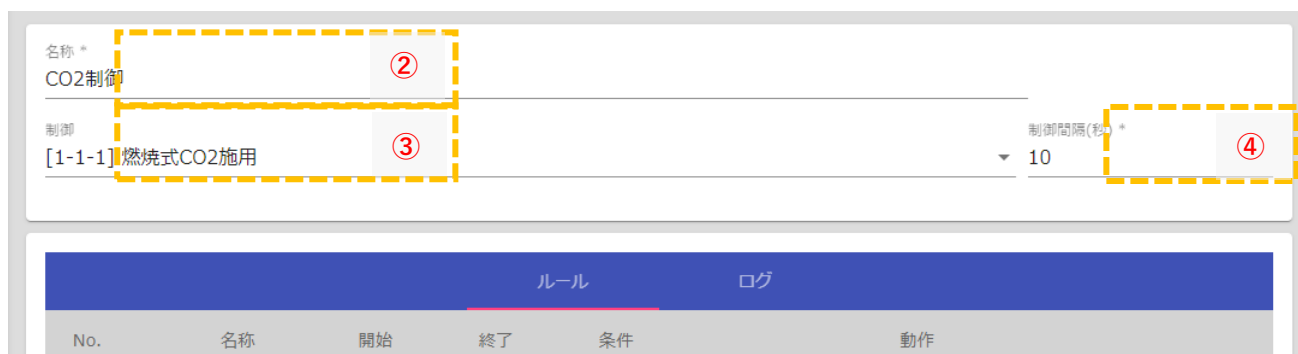 名称 *
CO2制御
②
制御
[1-1-1] 燃焼式CO2施用
③
制御間隔(秒) *
10
④
ルール ログ
No. 名称 開始 終了 条件 動作